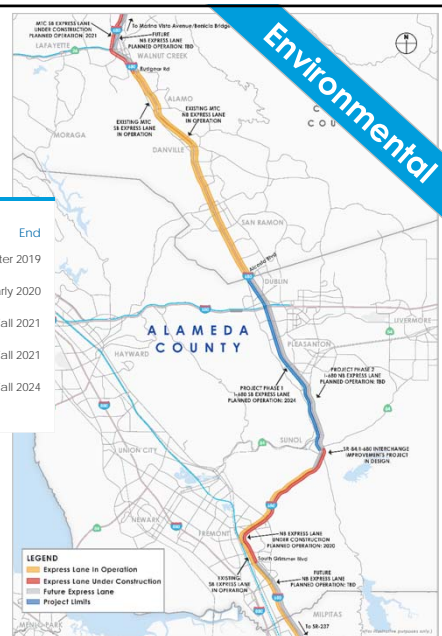 Environmental
MTC SB EXPRESS LANE
UNDER CONSTRUCTION
PLANNED OPERATION: 2021
To Marina Vista Avenue/Benicia Bridge
FUTURE
NB EXPRESS LANE
PLANNED OPERATION: TBD
LAFAYETTE
WALNUT CREEK
Rudgear Rd
N
ALAMO
EXISTING MTC
SB EXPRESS LANE
IN OPERATION
EXISTING MTC
NB EXPRESS LANE
IN OPERATION
MORAGA
DANVILLE
SAN RAMON
Alcosta Blvd
DUBLIN
End
2019
2020
all 2021
all 2021
all 2024
ALAMEDA
COUNTY
LIVERMORE
PLEASANTON
HAYWARD
PROJECT PHASE 2
I-680 NB EXPRESS LANE
PLANNED OPERATION: TBD
PROJECT PHASE 1
I-680 SB EXPRESS LANE
PLANNED OPERATION: 2024
SUNOL
SR-84/I-680 INTERCHANGE
IMPROVEMENTS PROJECT
IN DESIGN
UNION CITY
NEWARK
FREMONT
NB EXPRESS LANE
UNDER CONSTRUCTION
PLANNED OPERATION: 2020
South Grimmer Blvd
EXISTING
SB EXPRESS LANE
IN OPERATION
FUTURE
NB EXPRESS LANE
PLANNED OPERATION: TBD
LEGEND
Express Lane in Operation
Express Lane Under Construction
Future Express Lane
Project Limits
MENLO PARK
MILPITAS
To SR-237